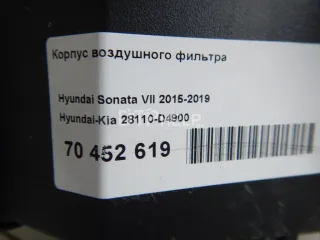 Корпус воздушного фильтра
Hyundai Sonata VII 2015-2019
Hyundai-Kia 28110-D4900
70 452 619